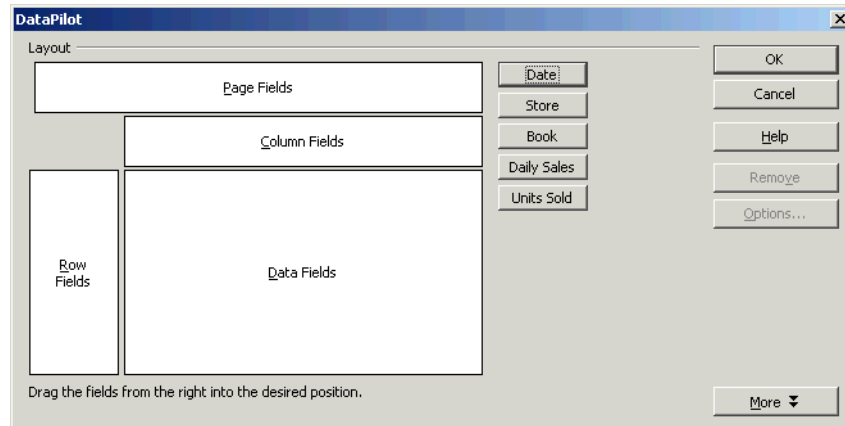 DataPilot
Layout
Page Fields
Column Fields
Row
Fields
Data Fields
Date
Store
Book
Daily Sales
Units Sold
OK
Cancel
Help
Remove
Options...
Drag the fields from the right into the desired position.
More